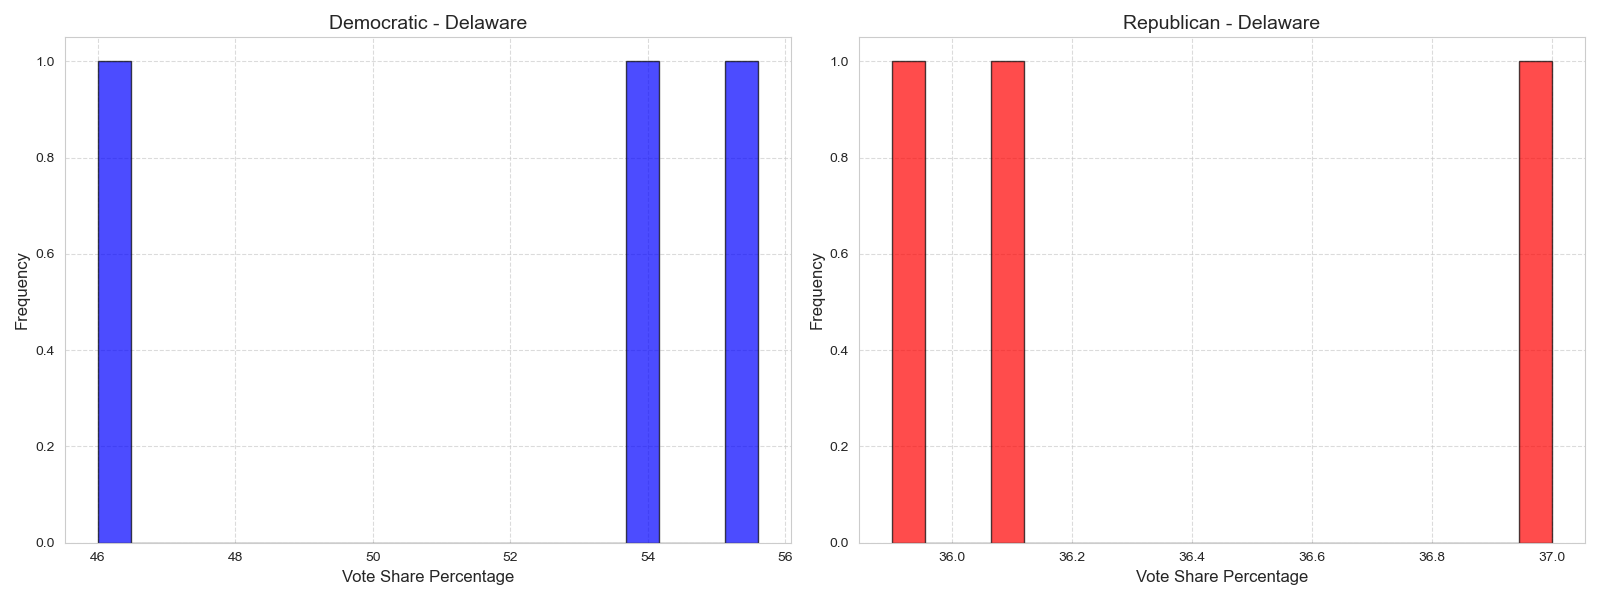 Democratic - Delaware
Frequency
1.0
0.8
0.6
0.4
0.2
0.0
46 48 50 52 54 56
Vote Share Percentage
Republican - Delaware
Frequency
1.0
0.8
0.6
0.4
0.2
0.0
36.0 36.2 36.4 36.6 36.8 37.0
Vote Share Percentage